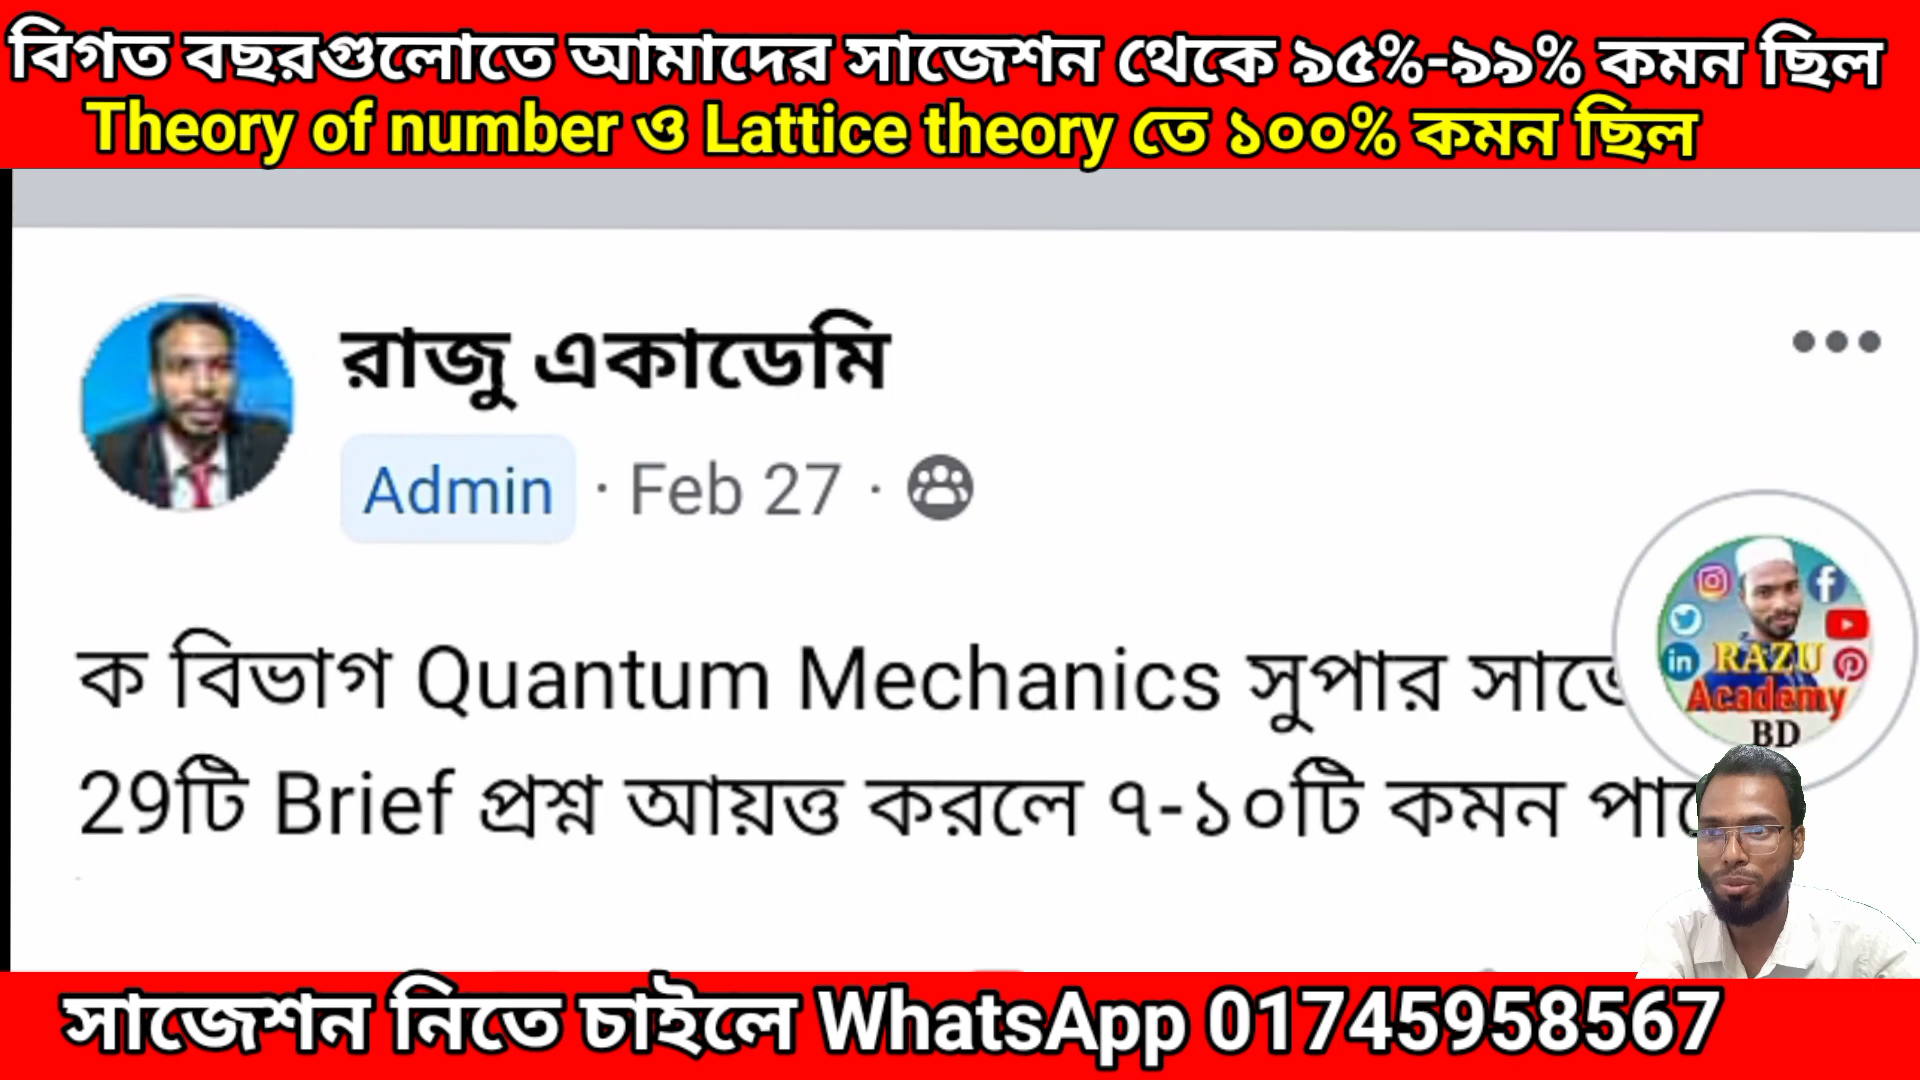 বিগত বছরগুলোতে আমাদের সাজেশন থেকে ৯৫%-৯৯% কমন ছিল
Theory of number ও Lattice theory তে ১০০% কমন ছিল
রাজু একাডেমি
Admin · Feb 27 ·
ক বিভাগ Quantum Mechanics সুপার
29টি Brief প্রশ্ন আয়ত্ত করলে ৭-১০টি কমন
RAZU
Academy
BD
সাজেশন নিতে চাইলে WhatsApp 01745958567